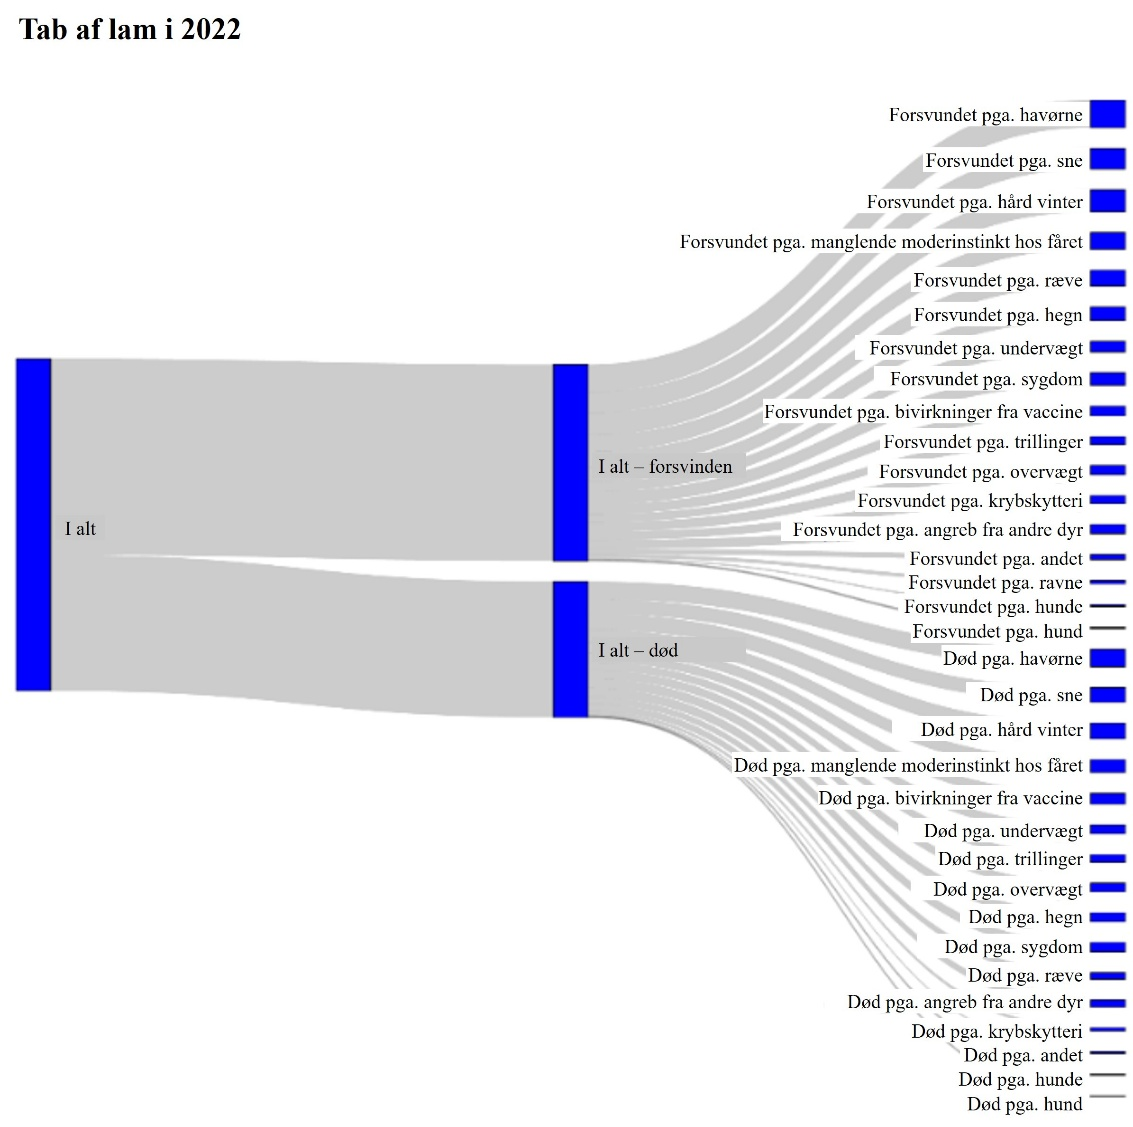 Tab af lam i 2022
I alt
I alt – forsvinden
I alt – død
Forsvundet pga. havørne
Forsvundet pga. sne
Forsvundet pga. hård vinter
Forsvundet pga. manglende moderinstinkt hos fåret
Forsvundet pga. ræve
Forsvundet pga. hegn
Forsvundet pga. undervægt
Forsvundet pga. sygdom
Forsvundet pga. bivirkninger fra vaccine
Forsvundet pga. trillinger
Forsvundet pga. overvægt
Forsvundet pga. krybskytteri
Forsvundet pga. angreb fra andre dyr
Forsvundet pga. andet
Forsvundet pga. ravne
Forsvundet pga. hunde
Forsvundet pga. hund
Død pga. havørne
Død pga. sne
Død pga. hård vinter
Død pga. manglende moderinstinkt hos fåret
Død pga. bivirkninger fra vaccine
Død pga. undervægt
Død pga. trillinger
Død pga. overvægt
Død pga. hegn
Død pga. sygdom
Død pga. ræve
Død pga. angreb fra andre dyr
Død pga. krybskytteri
Død pga. andet
Død pga. hunde
Død pga. hund